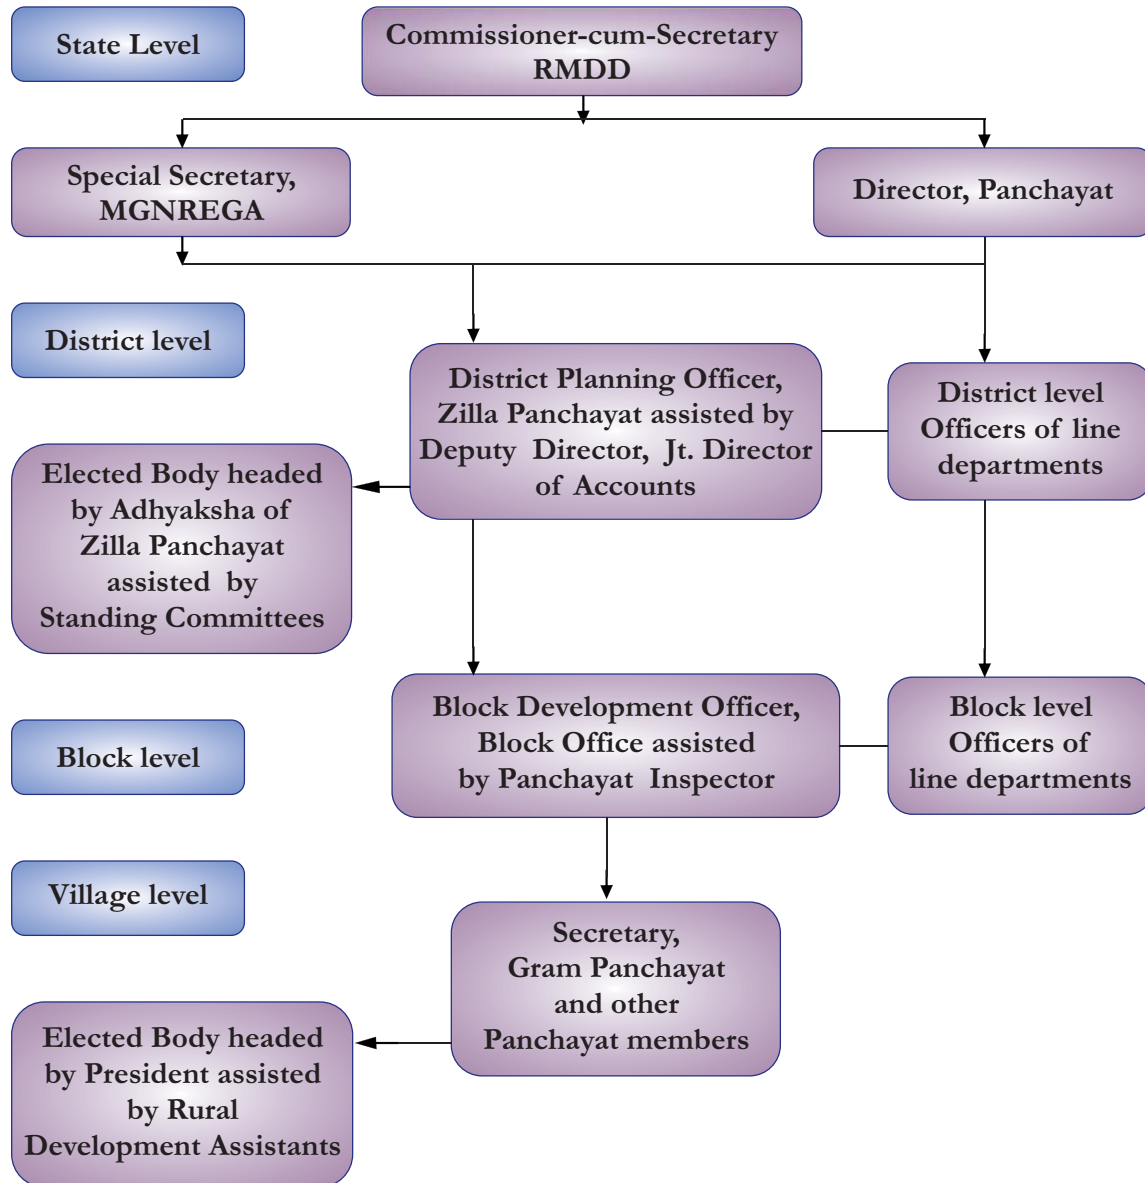 State Level
Commissioner-cum-Secretary
RMDD
Special Secretary,
MGNREGA
Director, Panchayat
District level
District Planning Officer,
Zilla Panchayat assisted by
Deputy Director, Jt. Director
of Accounts
District level
Officers of line
departments
Elected Body headed
by Adhyaksha of
Zilla Panchayat
assisted by
Standing Committees
Block level
Block Development Officer,
Block Office assisted
by Panchayat Inspector
Block level
Officers of
line departments
Village level
Secretary,
Gram Panchayat
and other
Panchayat members
Elected Body headed
by President assisted
by Rural
Development Assistants